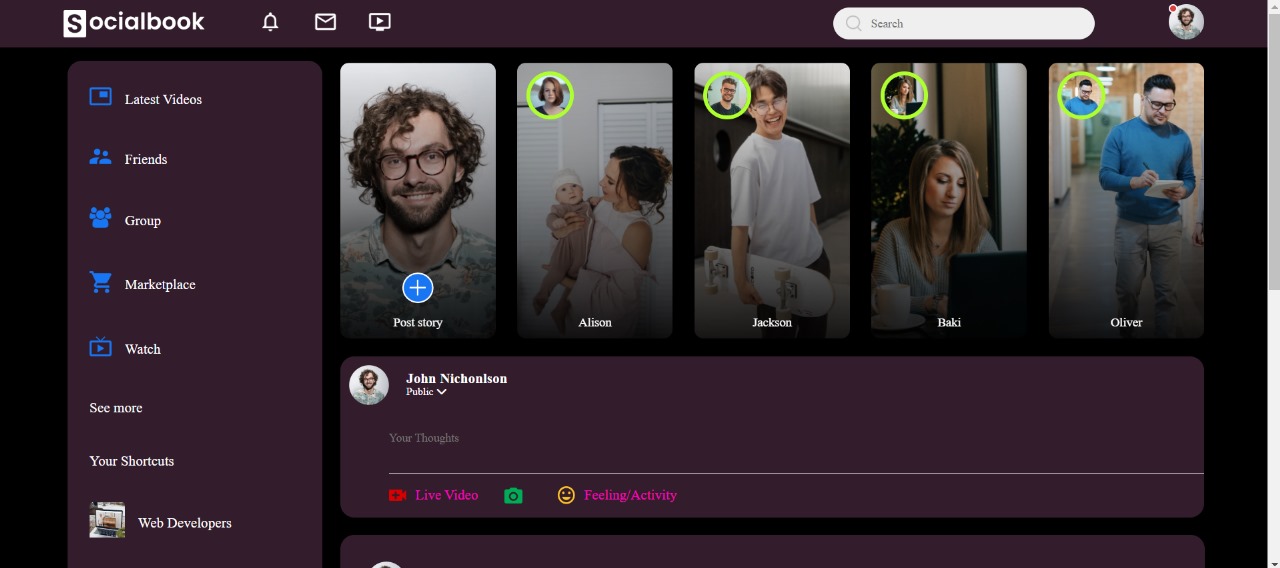 Socialbook
Search
Latest Videos
Friends
Group
Marketplace
Watch
See more
Your Shortcuts
Web Developers
Post story
Alison
Jackson
Baki
Oliver
John Nichonlson
Public
Your Thoughts
Live Video
Feeling/Activity